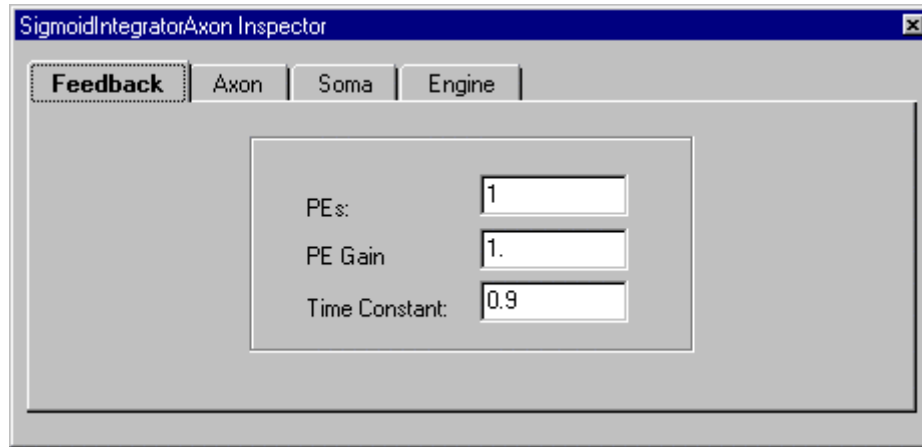 SigmoidIntegratorAxon Inspector
Feedback Axon Soma Engine
PEs: 1
PE Gain 1.
Time Constant: 0.9